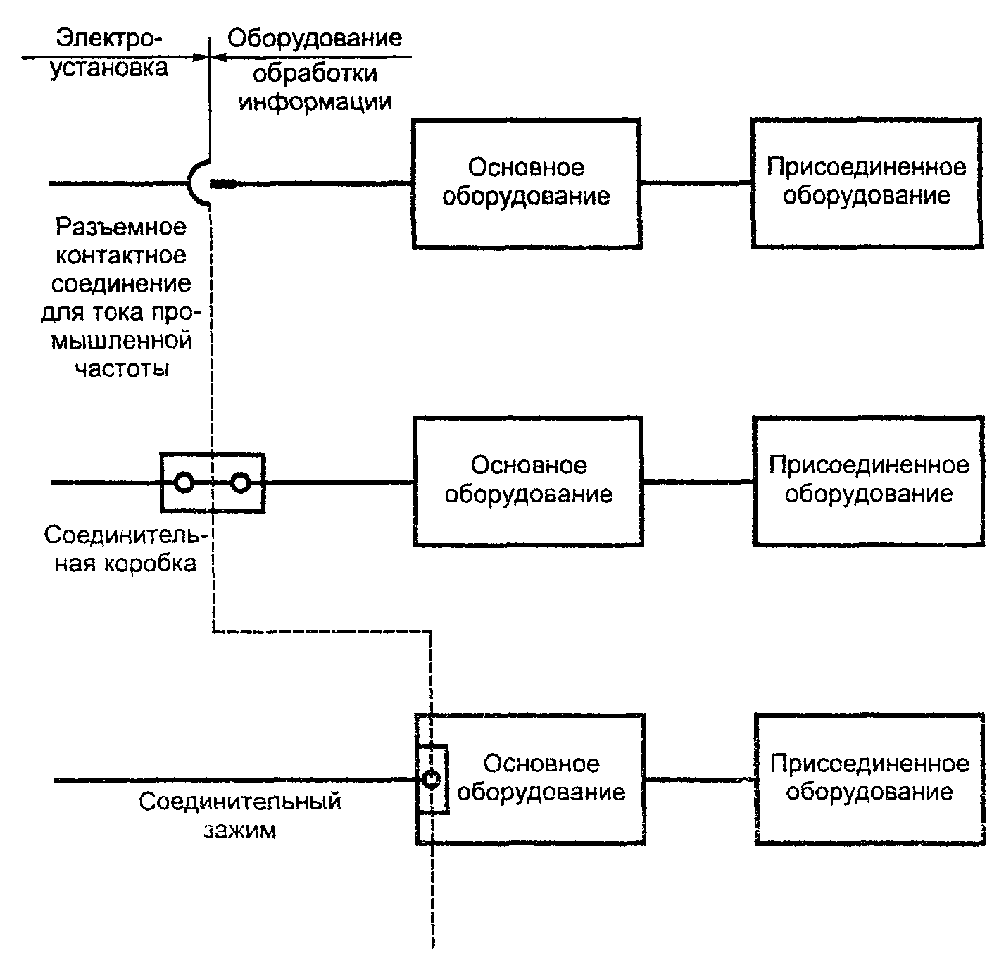 Электро-
установка
Оборудование
обработки
информации
Основное
оборудование
Присоединенное
оборудование
Разъемное
контактное
соединение
для тока про-
мышленной
частоты
Основное
оборудование
Присоединенное
оборудование
Соединитель-
ная коробка
Основное
оборудование
Присоединенное
оборудование
Соединительный
зажим